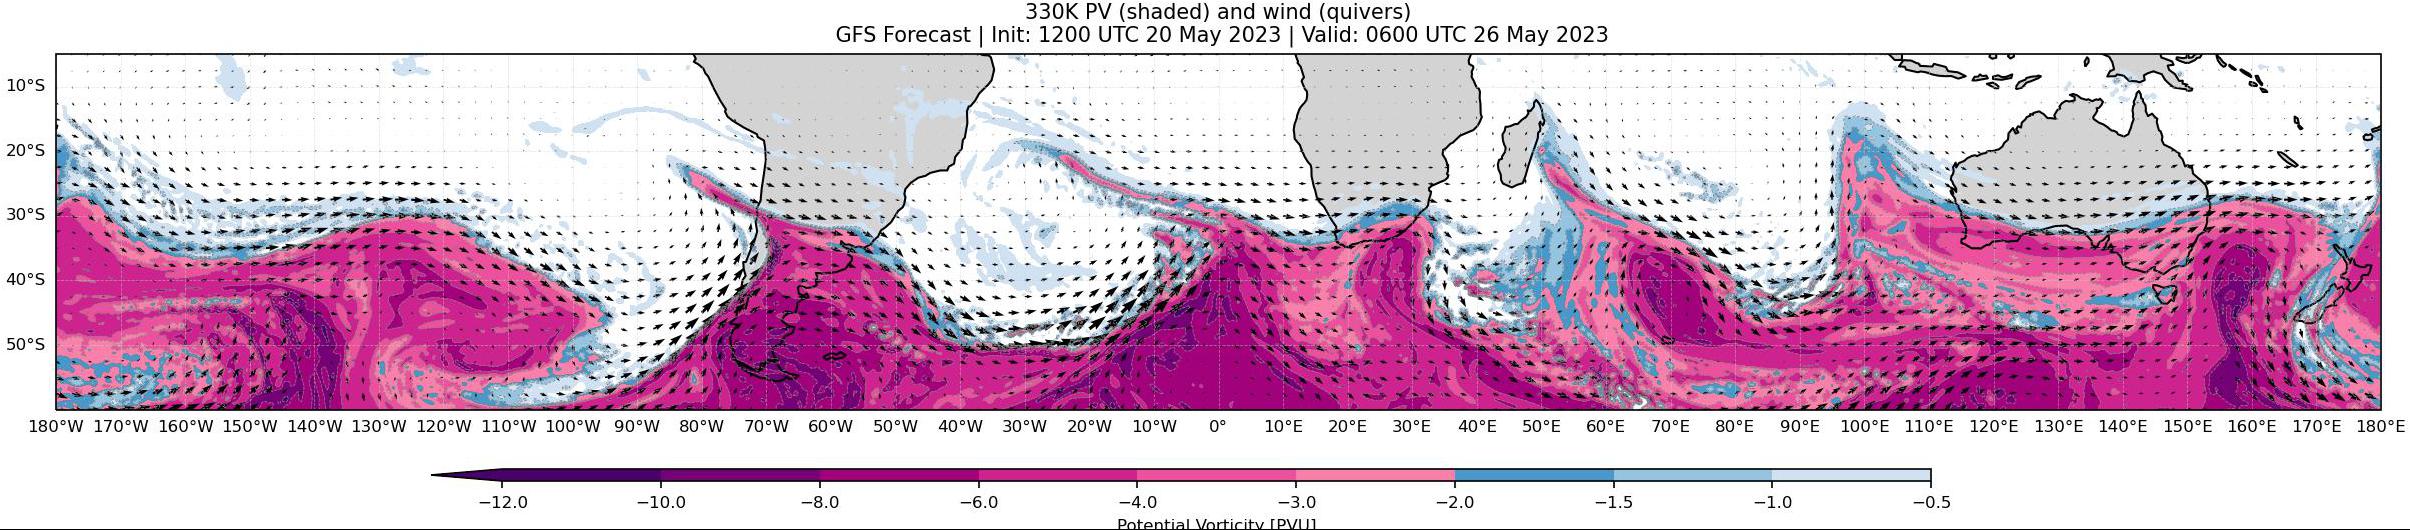 330K PV (shaded) and wind (quivers)
GFS Forecast | Init: 1200 UTC 20 May 2023 | Valid: 0600 UTC 26 May 2023
10°S
20°S
30°S
40°S
50°S
180°W 170°W 160°W 150°W 140°W 130°W 120°W 110°W 100°W 90°W 80°W 70°W 60°W 50°W 40°W 30°W 20°W 10°W 0° 10°E 20°E 30°E 40°E 50°E 60°E 70°E 80°E 90°E 100°E 110°E 120°E 130°E 140°E 150°E 160°E 170°E 180°E
−12.0 −10.0 −8.0 −6.0 −4.0 −3.0 −2.0 −1.5 −1.0 −0.5
Potential Vorticity [PVU]